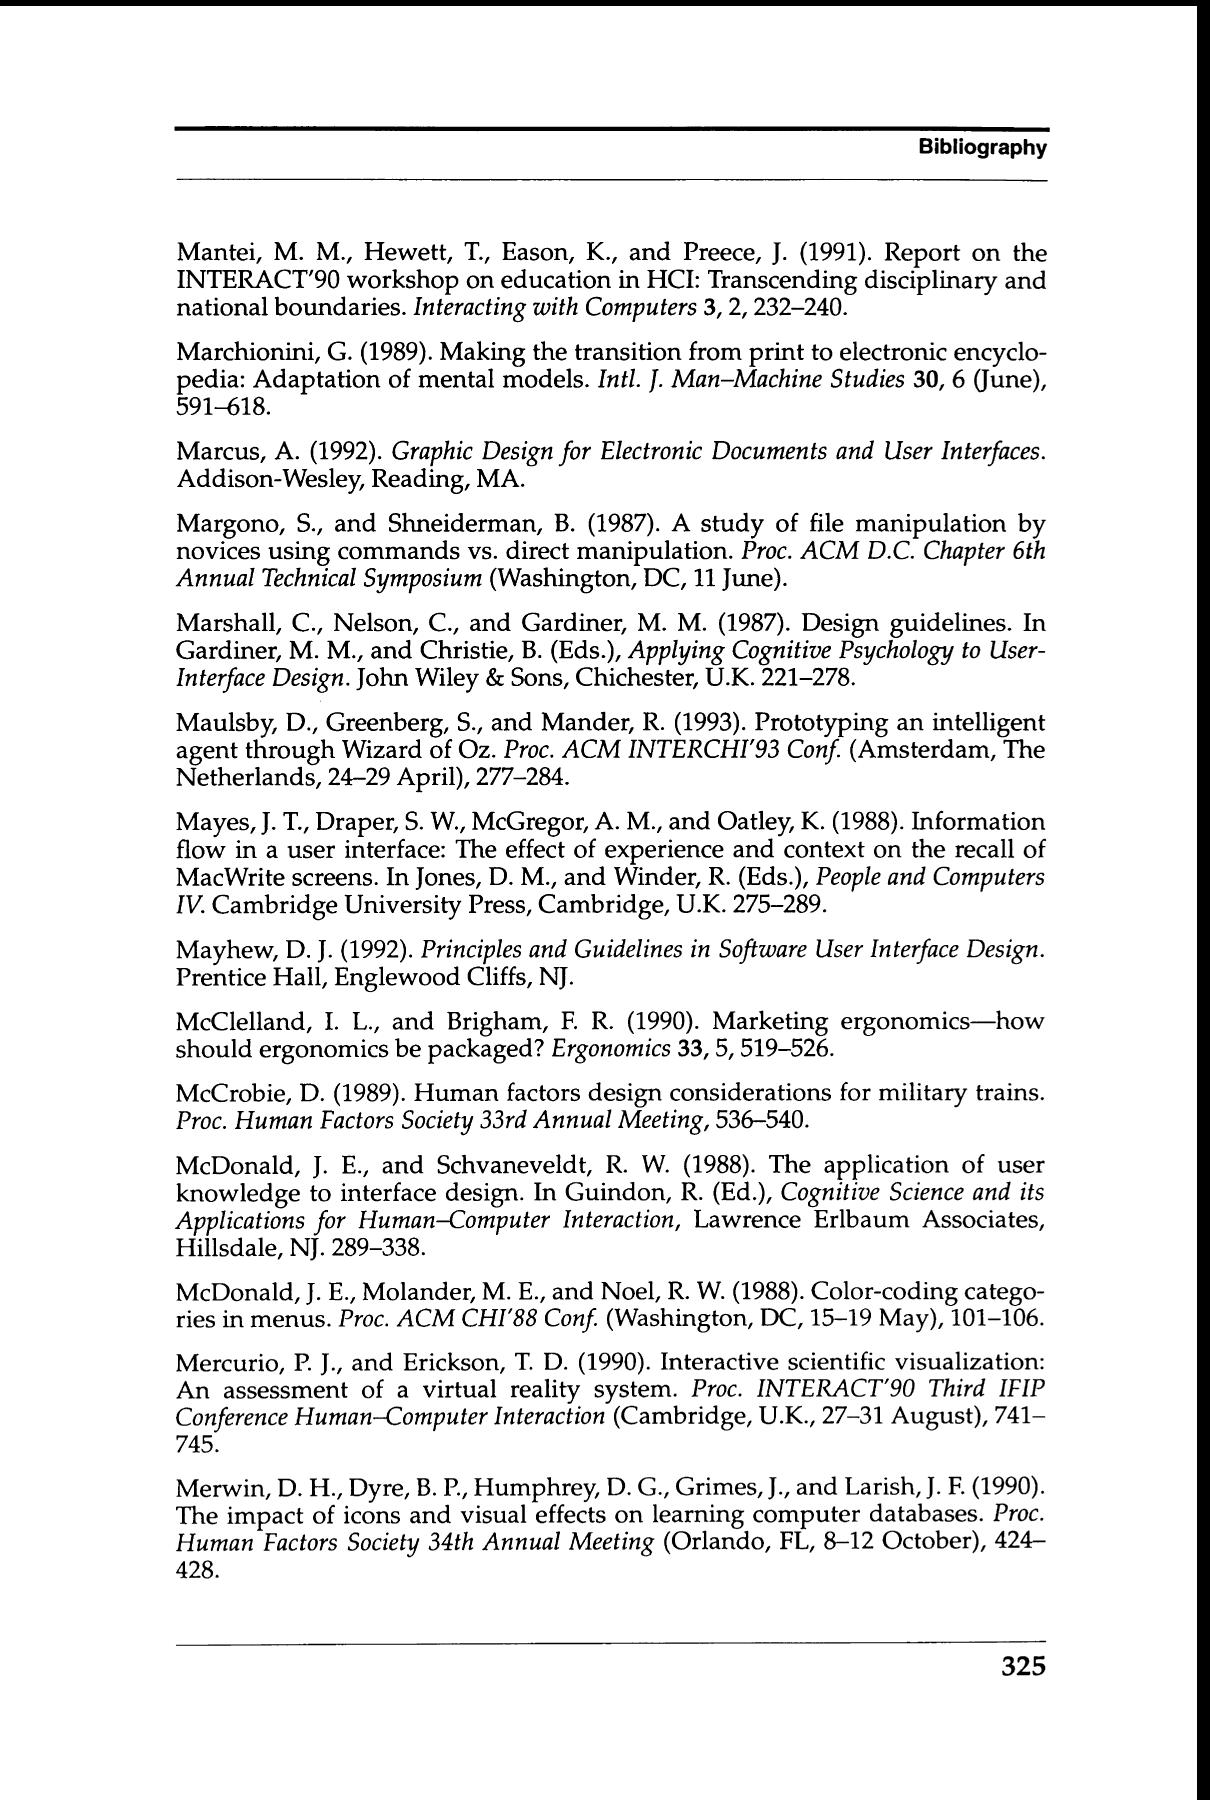 Bibliography
Mantei, M. M., Hewett, T., Eason, K., and Preece, J. (1991). Report on the
INTERACT'90 workshop on education in HCI: Transcending disciplinary and
national boundaries. Interacting with Computers 3, 2, 232–240.
Marchionini, G. (1989). Making the transition from print to electronic encyclo-
pedia: Adaptation of mental models. Intl. J. Man–Machine Studies 30, 6 (June),
591–618.
Marcus, A. (1992). Graphic Design for Electronic Documents and User Interfaces.
Addison-Wesley, Reading, MA.
Margono, S., and Shneiderman, B. (1987). A study of file manipulation by
novices using commands vs. direct manipulation. Proc. ACM D.C. Chapter 6th
Annual Technical Symposium (Washington, DC, 11 June).
Marshall, C., Nelson, C., and Gardiner, M. M. (1987). Design guidelines. In
Gardiner, M. M., and Christie, B. (Eds.), Applying Cognitive Psychology to User-
Interface Design. John Wiley & Sons, Chichester, U.K. 221–278.
Maulsby, D., Greenberg, S., and Mander, R. (1993). Prototyping an intelligent
agent through Wizard of Oz. Proc. ACM INTERCHI'93 Conf. (Amsterdam, The
Netherlands, 24–29 April), 277–284.
Mayes, J. T., Draper, S. W., McGregor, A. M., and Oatley, K. (1988). Information
flow in a user interface: The effect of experience and context on the recall of
MacWrite screens. In Jones, D. M., and Winder, R. (Eds.), People and Computers
IV. Cambridge University Press, Cambridge, U.K. 275–289.
Mayhew, D. J. (1992). Principles and Guidelines in Software User Interface Design.
Prentice Hall, Englewood Cliffs, NJ.
McClelland, I. L., and Brigham, F. R. (1990). Marketing ergonomics—how
should ergonomics be packaged? Ergonomics 33, 5, 519–526.
McCrobie, D. (1989). Human factors design considerations for military trains.
Proc. Human Factors Society 33rd Annual Meeting, 536–540.
McDonald, J. E., and Schvaneveldt, R. W. (1988). The application of user
knowledge to interface design. In Guindon, R. (Ed.), Cognitive Science and its
Applications for Human–Computer Interaction, Lawrence Erlbaum Associates,
Hillsdale, NJ. 289–338.
McDonald, J. E., Molander, M. E., and Noel, R. W. (1988). Color-coding catego-
ries in menus. Proc. ACM CHI'88 Conf. (Washington, DC, 15–19 May), 101–106.
Mercurio, P. J., and Erickson, T. D. (1990). Interactive scientific visualization:
An assessment of a virtual reality system. Proc. INTERACT'90 Third IFIP
Conference Human–Computer Interaction (Cambridge, U.K., 27–31 August), 741–
745.
Merwin, D. H., Dyre, B. P., Humphrey, D. G., Grimes, J., and Larish, J. F. (1990).
The impact of icons and visual effects on learning computer databases. Proc.
Human Factors Society 34th Annual Meeting (Orlando, FL, 8–12 October), 424–
428.
325